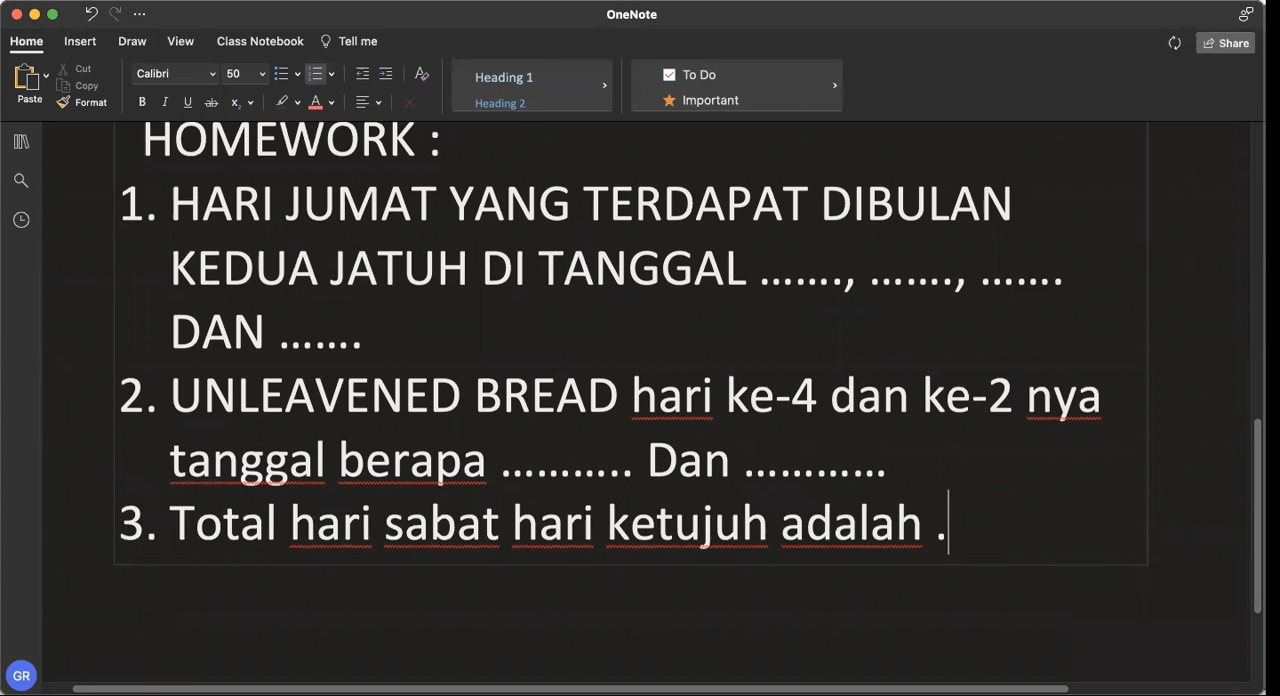 OneNote
Home Insert Draw View Class Notebook Tell me Share
Paste Cut Copy Format
Calibri 50
B I U ab x₂ A
Heading 1
Heading 2
To Do
Important
HOMEWORK :
1. HARI JUMAT YANG TERDAPAT DIBULAN
KEDUA JATUH DI TANGGAL ......., ......., .......
DAN .......
2. UNLEAVENED BREAD hari ke-4 dan ke-2 nya
tanggal berapa ........... Dan ............
3. Total hari sabat hari ketujuh adalah .
GR